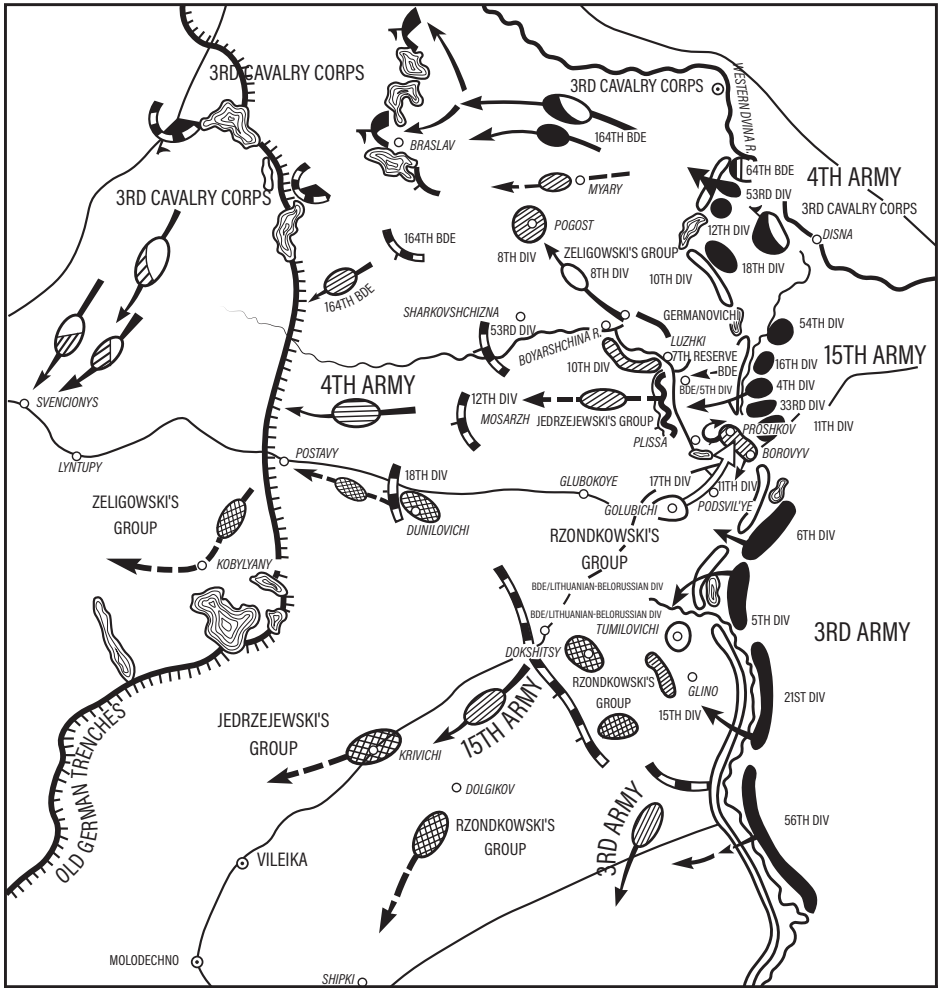 3RD CAVALRY CORPS
3RD CAVALRY CORPS
WESTERN DVINA R.
164TH BDE
BRASLAV
64TH BDE
4TH ARMY
MYARY
53RD DIV
3RD CAVALRY CORPS
3RD CAVALRY CORPS
POGOST
12TH DIV
DISNA
164TH BDE
8TH DIV
ZELIGOWSKI'S GROUP
8TH DIV
18TH DIV
10TH DIV
164TH BDE
SHARKOVSHCHIZNA
GERMANOVICHI
53RD DIV
BOYARSHCHINA R.
54TH DIV
LUZHKI
7TH RESERVE
BDE
15TH ARMY
10TH DIV
16TH DIV
4TH ARMY
BDE/5TH DIV
4TH DIV
12TH DIV
SVENCIONYS
MOSARZH
JEDRZEJEWSKI'S GROUP
33RD DIV
PROSHKOV
11TH DIV
PLISSA
LYNTUPY
POSTAVY
BOROVYV
18TH DIV
GLUBOKOYE
17TH DIV
11TH DIV
ZELIGOWSKI'S
GROUP
DUNILOVICHI
GOLUBICHI
PODSVIL'YE
RZONDKOWSKI'S
GROUP
6TH DIV
KOBYLYANY
BDE/LITHUANIAN-BELORUSSIAN DIV
BDE/LITHUANIAN-BELORUSSIAN DIV
5TH DIV
TUMILOVICHI
3RD ARMY
DOKSHITSY
RZONDKOWSKI'S
GROUP
GLINO
21ST DIV
15TH DIV
OLD GERMAN TRENCHES
JEDRZEJEWSKI'S
GROUP
15TH ARMY
KRIVICHI
DOLGIKOV
3RD ARMY
RZONDKOWSKI'S
GROUP
56TH DIV
VILEIKA
MOLODECHNO
SHIPKI